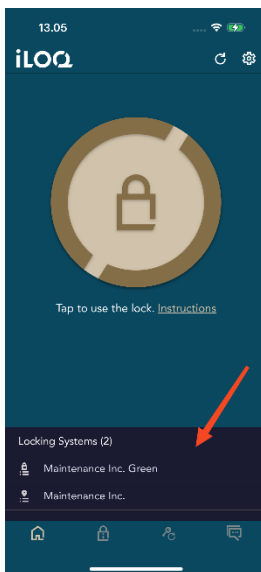 13.05
iLOQ
Tap to use the lock. Instructions
Locking Systems (2)
Maintenance Inc. Green
Maintenance Inc.